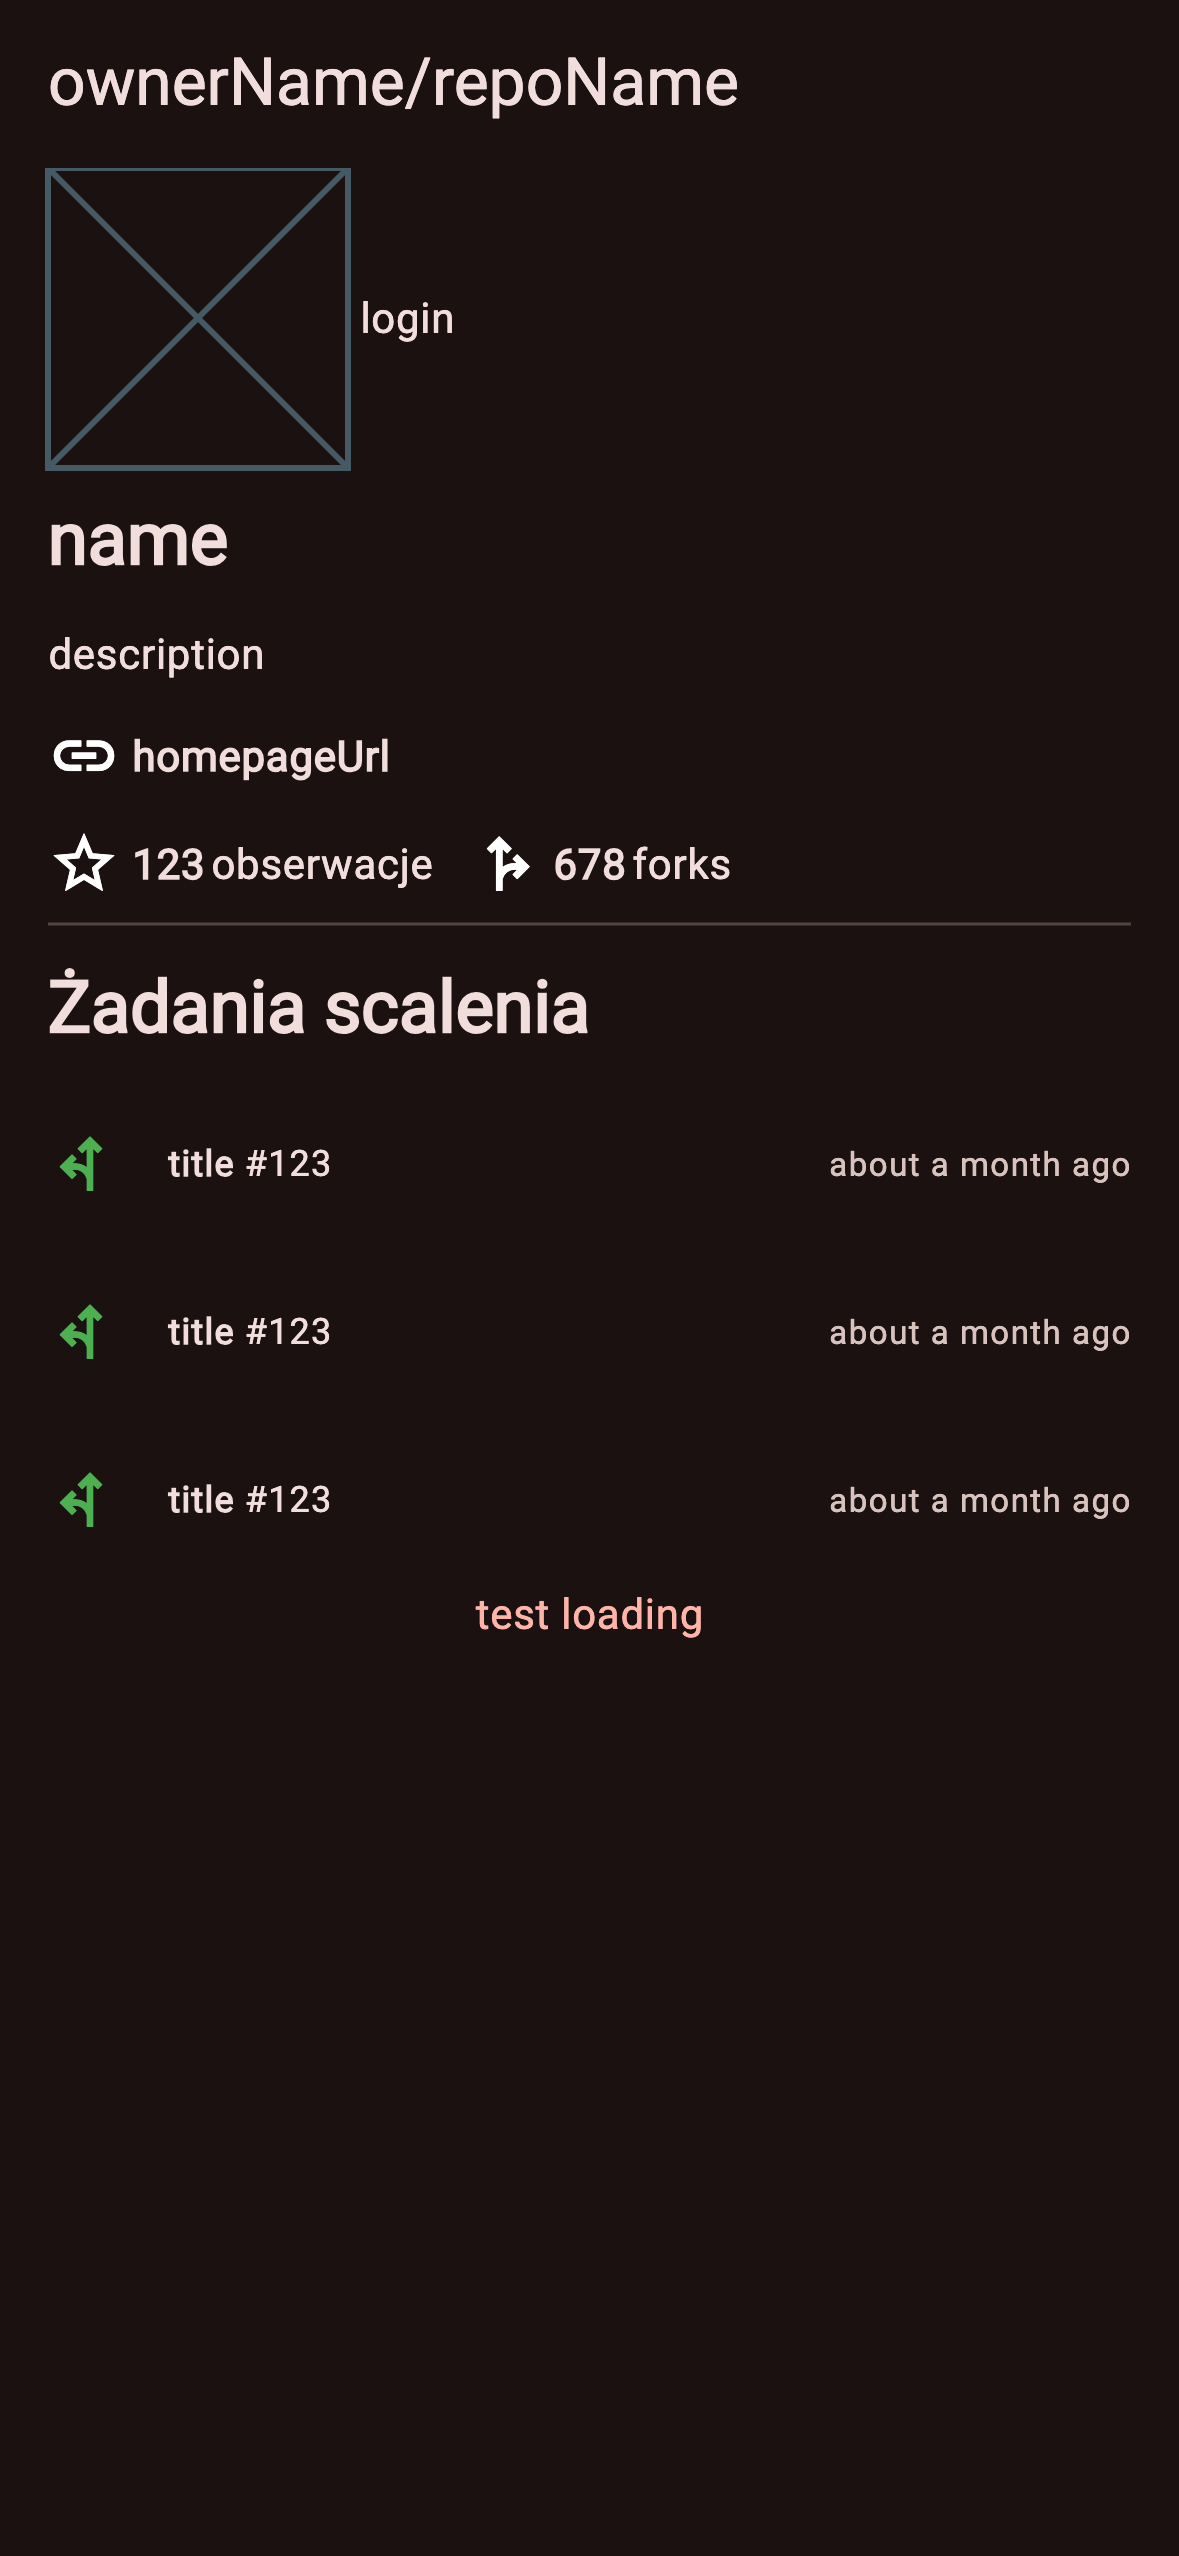 ownerName/repoName
login
name
description
homepageUrl
123 obserwacje 678 forks
Żadania scalenia
title #123 about a month ago
title #123 about a month ago
title #123 about a month ago
test loading